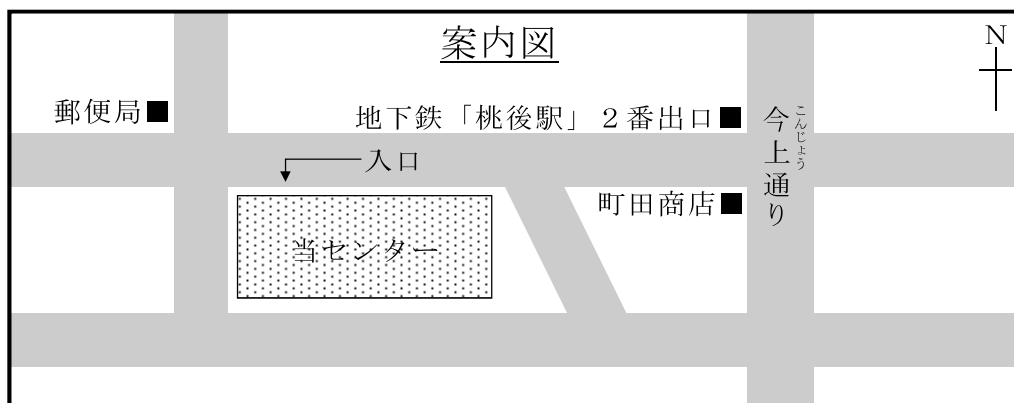 案内図
N
郵便局■
地下鉄「桃後駅」２番出口■
こんじょう
今上通り
入口
町田商店■
当センター